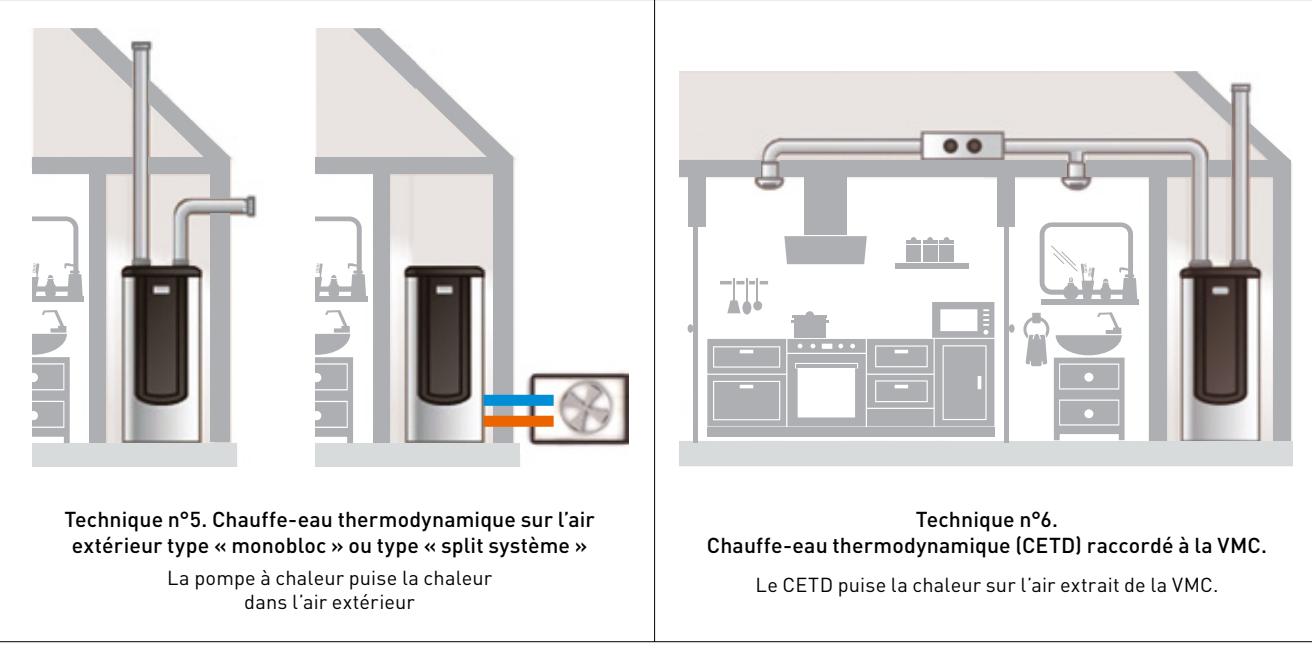 Technique n°5. Chauffe-eau thermodynamique sur l’air
extérieur type « monobloc » ou type « split système »
La pompe à chaleur puise la chaleur
dans l’air extérieur
Technique n°6.
Chauffe-eau thermodynamique (CETD) raccordé à la VMC.
Le CETD puise la chaleur sur l’air extrait de la VMC.